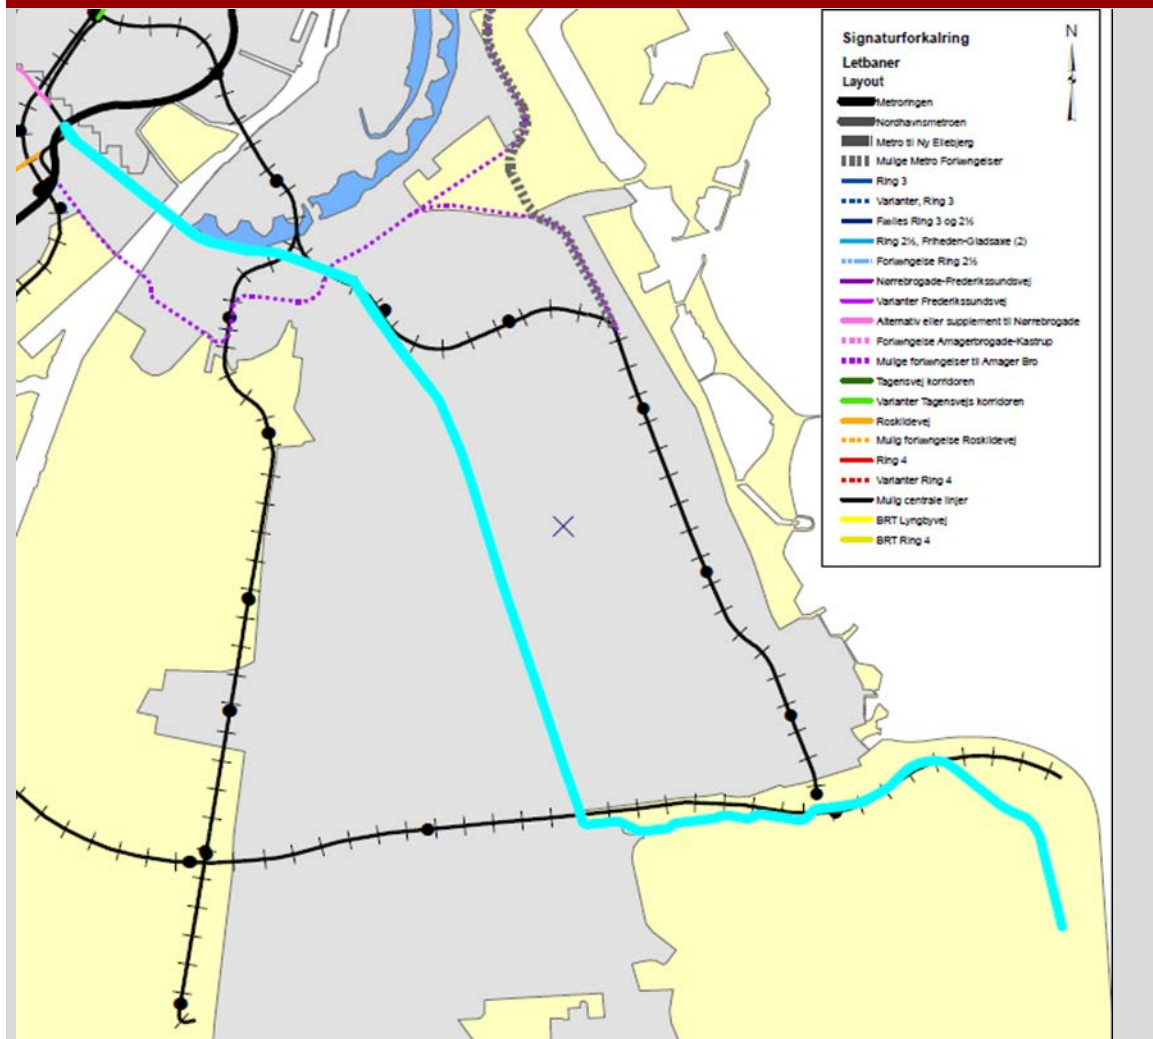 Signaturforkalring
N
Letbaner
Layout
Metroringen
Nordhavnsmetroen
Metro til Ny Ellebjerg
Mulige Metro Forlængelser
Ring 3
Varianter, Ring 3
Fælles Ring 3 og 2½
Ring 2½, Friheden-Gladsaxe (2)
Forlængelse Ring 2½
Nørrebrogade-Frederikssundsvej
Varianter Frederikssundsvej
Alternativ eller supplement til Nørrebrogade
Forlængelse Amagerbrogade-Kastrup
Mulige forlængelser til Amager Bro
Tagensvej korridoren
Varianter Tagensvejs korridoren
Roskildevej
Mulig forlængelse Roskildevej
Ring 4
Varianter Ring 4
Mulig centrale linjer
BRT Lyngbyvej
BRT Ring 4